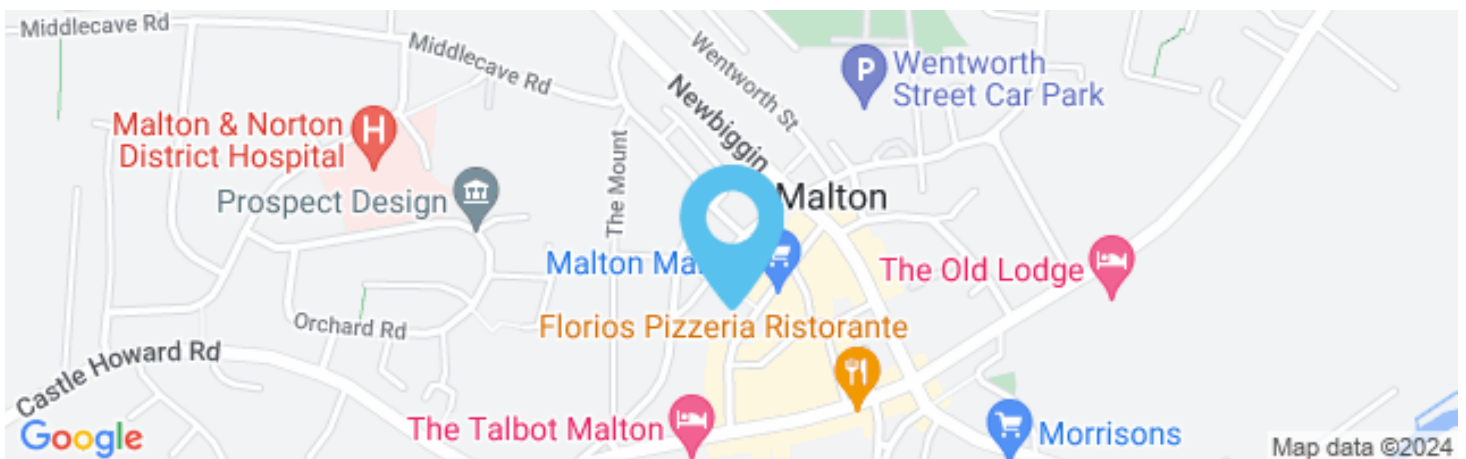 Middlecave Rd
Middlecave Rd
Wentworth St
Newbiggin
P
Wentworth
Street Car Park
Malton & Norton
District Hospital
H
Prospect Design
The Mount
Malton
Malton Ma
The Old Lodge
Florios Pizzeria Ristorante
Orchard Rd
Castle Howard Rd
The Talbot Malton
Morrisons
Google
Map data ©2024